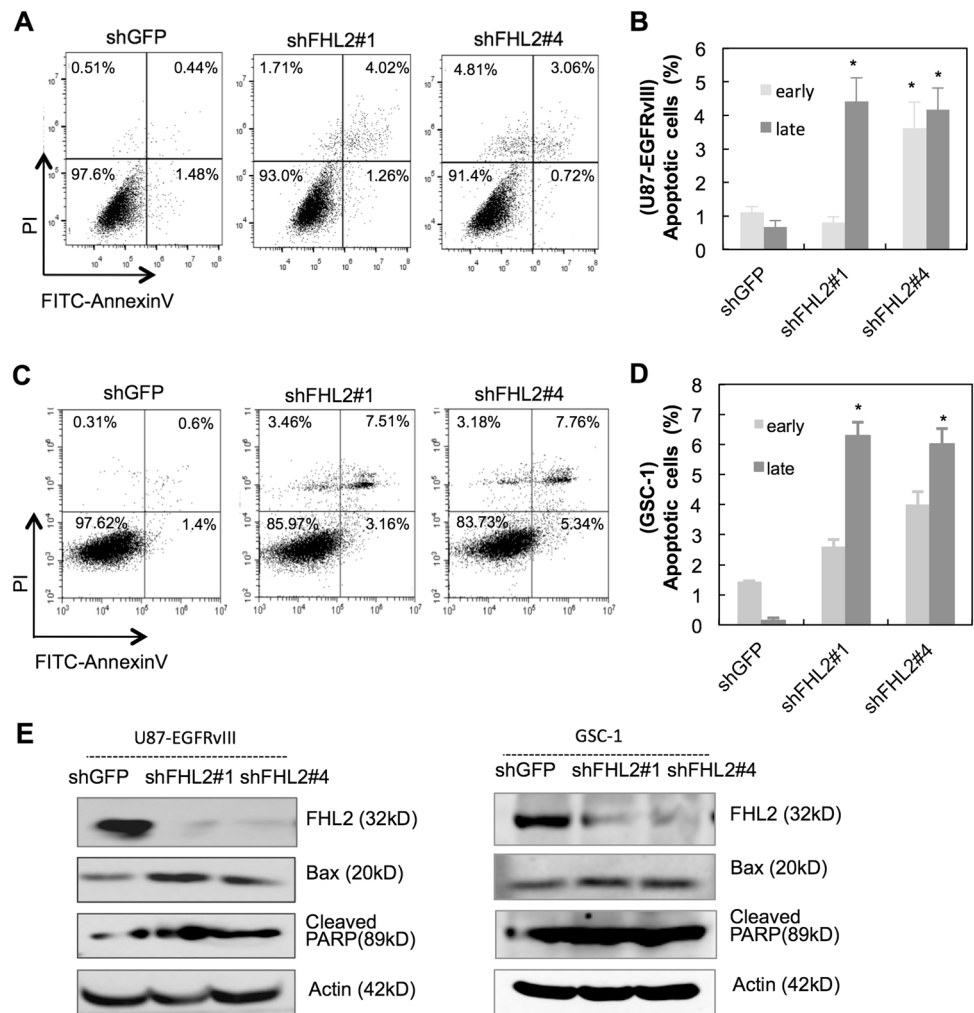 A
shGFP
shFHL2#1
shFHL2#4
0.51%
0.44%
97.6%
1.48%
1.71%
4.02%
93.0%
1.26%
4.81%
3.06%
91.4%
0.72%
PI
FITC-AnnexinV
B
(U87-EGFRvIII)
Apoptotic cells (%)
6
5
4
3
2
1
0
early
late
*
*
*
shGFP
shFHL2#1
shFHL2#4
C
shGFP
shFHL2#1
shFHL2#4
0.31%
0.6%
97.62%
1.4%
3.46%
7.51%
85.97%
3.16%
3.18%
7.76%
83.73%
5.34%
PI
FITC-AnnexinV
D
(GSC-1)
Apoptotic cells (%)
8
7
6
5
4
3
2
1
0
early
late
*
*
shGFP
shFHL2#1
shFHL2#4
E
U87-EGFRvIII
shGFP shFHL2#1 shFHL2#4
FHL2 (32kD)
Bax (20kD)
Cleaved
PARP(89kD)
Actin (42kD)
GSC-1
shGFP shFHL2#1 shFHL2#4
FHL2 (32kD)
Bax (20kD)
Cleaved
PARP(89kD)
Actin (42kD)